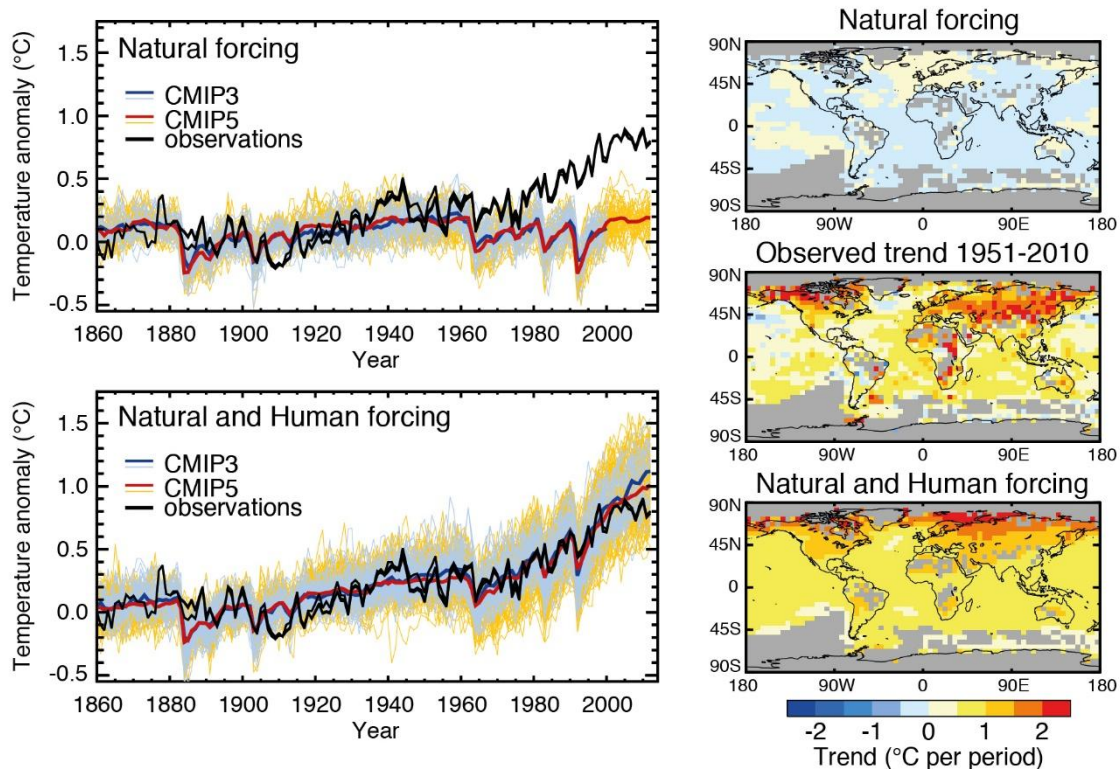 Natural forcing
CMIP3
CMIP5
observations
Temperature anomaly (°C)
1.5
1.0
0.5
0.0
-0.5
1860 1880 1900 1920 1940 1960 1980 2000
Year
Natural and Human forcing
CMIP3
CMIP5
observations
Temperature anomaly (°C)
1.5
1.0
0.5
0.0
-0.5
1860 1880 1900 1920 1940 1960 1980 2000
Year
Natural forcing
90N
45N
0
45S
90S
180 90W 0 90E 180
Observed trend 1951-2010
90N
45N
0
45S
90S
180 90W 0 90E 180
Natural and Human forcing
90N
45N
0
45S
90S
180 90W 0 90E 180
-2 -1 0 1 2
Trend (°C per period)